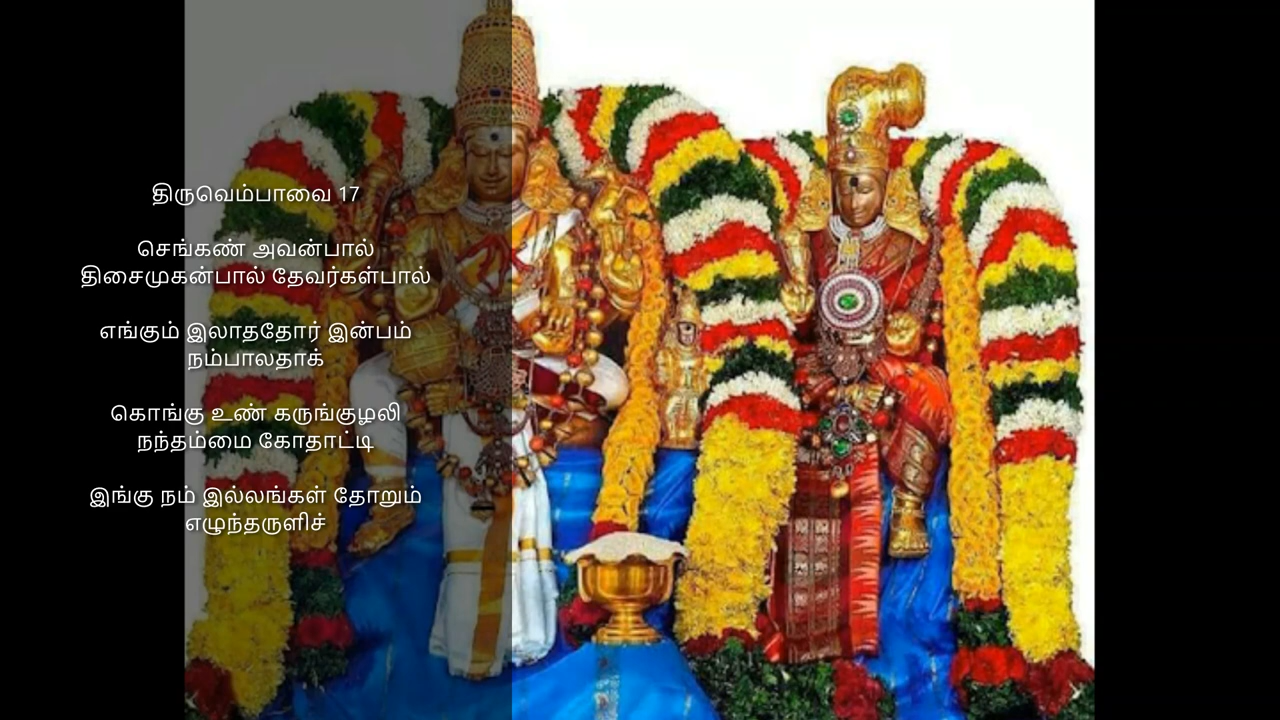 திருவெம்பாவை 17
செங்கண் அவன்பால்
திசைமுகன்பால் தேவர்கள்பால்
எங்கும் இலாததோர் இன்பம்
நம்பாலதாக்
கொங்கு உண் கருங்குழலி
நந்தம்மை கோதாட்டி
இங்கு நம் இல்லங்கள் தோறும்
எழுந்தருளிச்